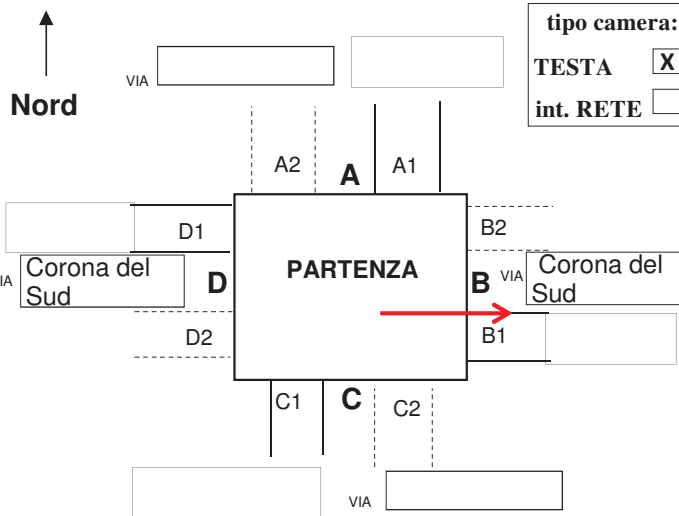 tipo camera:
TESTA X
int. RETE
Nord
VIA
A2
A
A1
D1
B2
VIA
Corona del
Sud
D
PARTENZA
B
VIA
Corona del
Sud
D2
B1
C1
C
C2
VIA